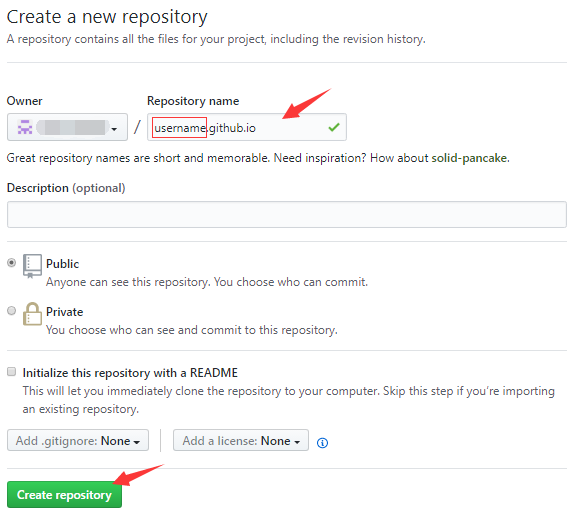 Create a new repository
A repository contains all the files for your project, including the revision history.
Owner
Repository name
/
username.github.io
Great repository names are short and memorable. Need inspiration? How about solid-pancake.
Description (optional)
Public
Anyone can see this repository. You choose who can commit.
Private
You choose who can see and commit to this repository.
Initialize this repository with a README
This will let you immediately clone the repository to your computer. Skip this step if you're importing
an existing repository.
Add .gitignore: None
Add a license: None
Create repository